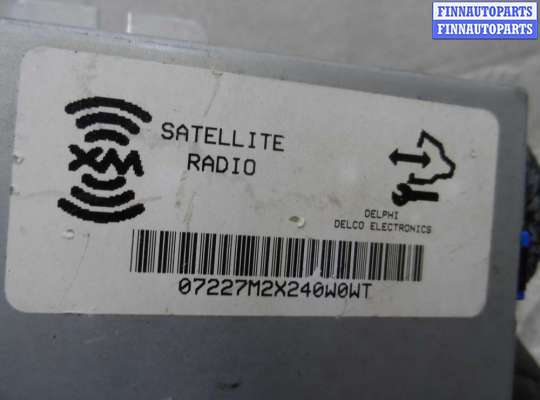 FINNAUTOPARTS
FINNAUTOPARTS
XM
SATELLITE
RADIO
DELPHI
DELCO ELECTRONICS
07227M2X240W0WT